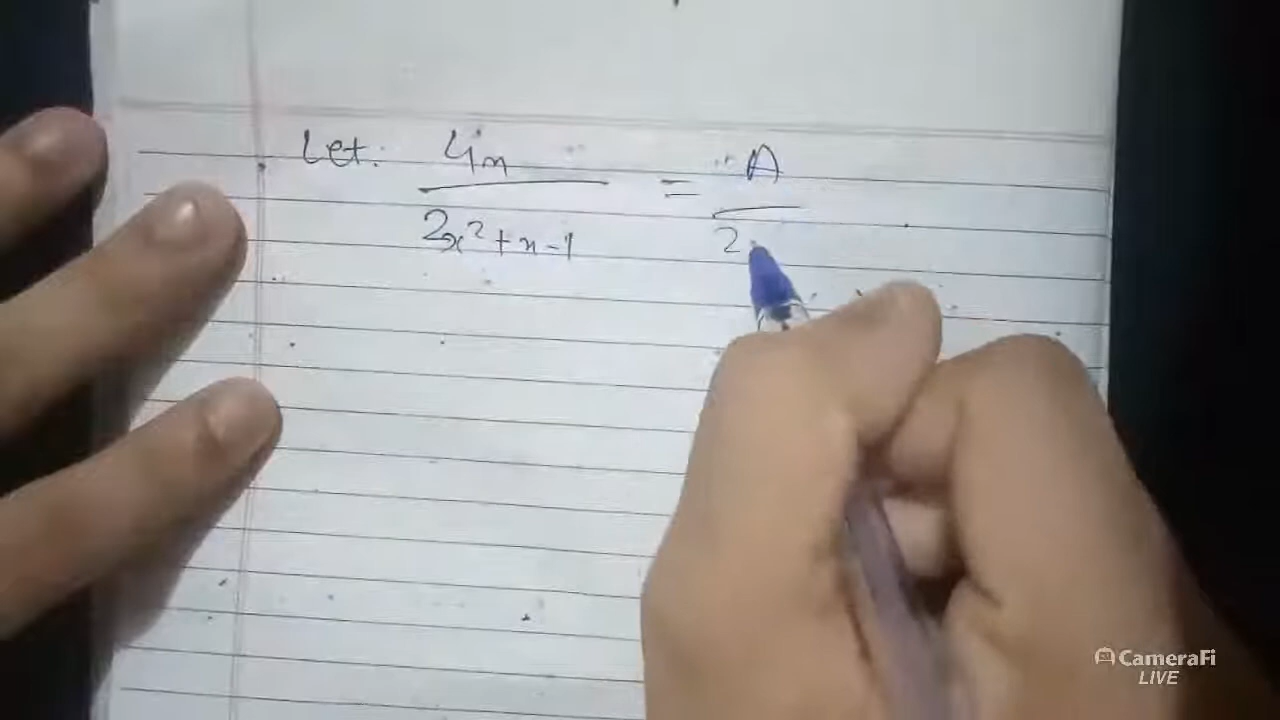 Let: 4x / 2x² + x - 1 = A / 2
CameraFi
LIVE